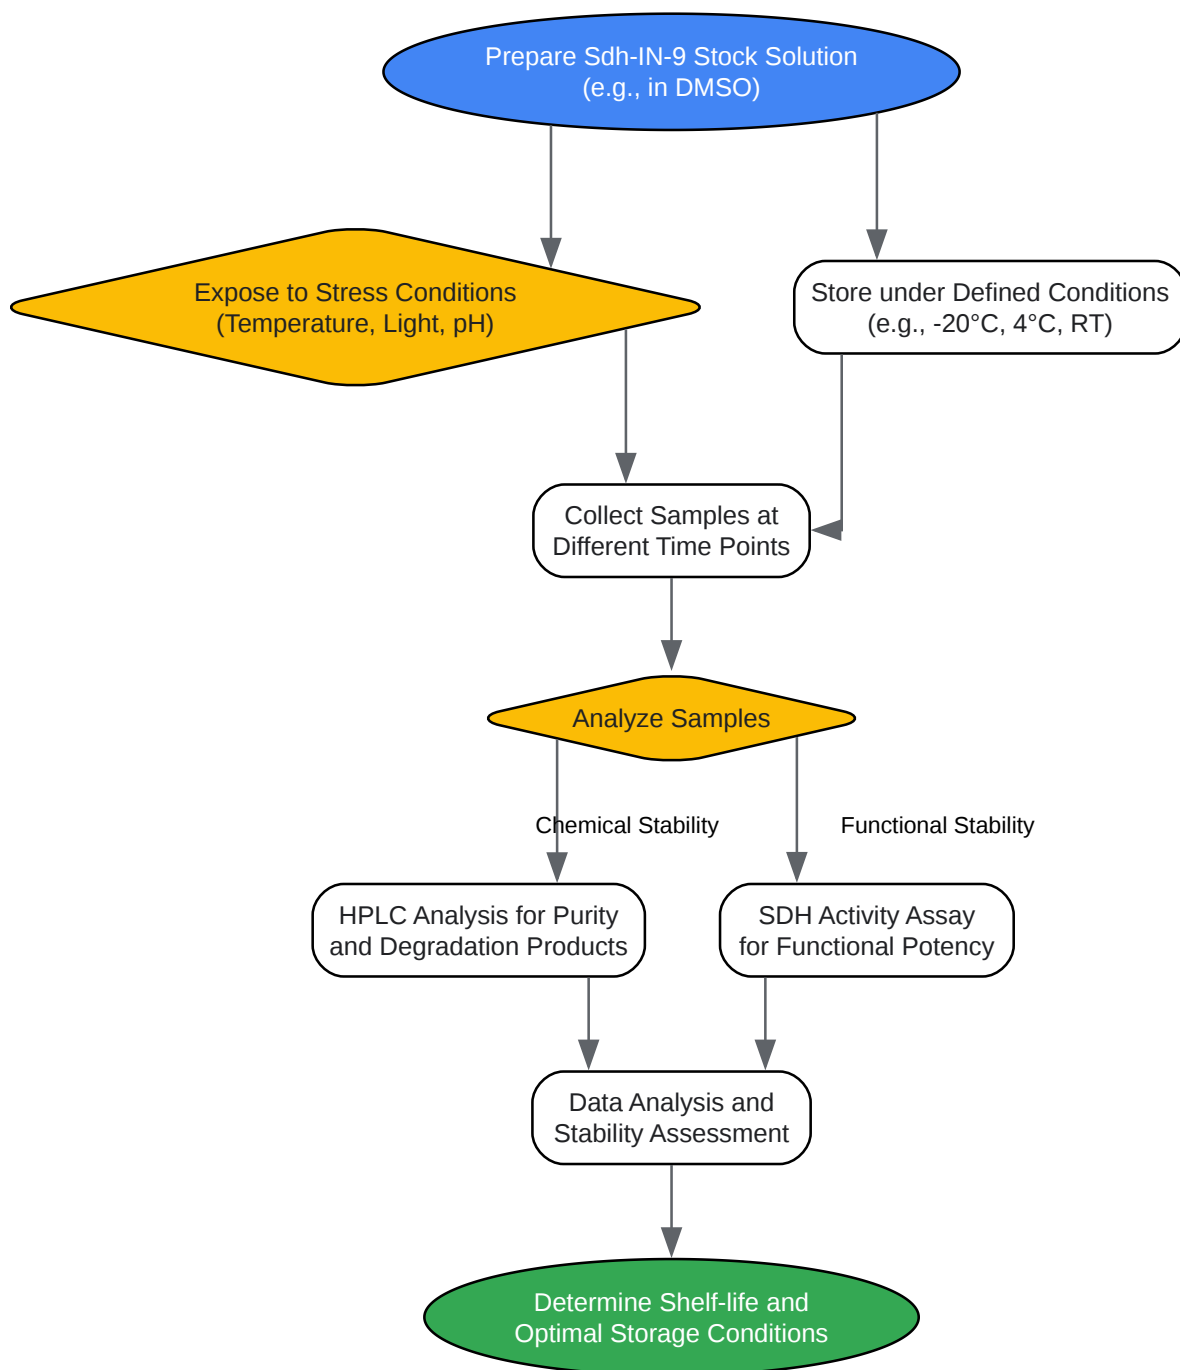 Prepare Sdh-IN-9 Stock Solution
(e.g., in DMSO)
Expose to Stress Conditions
(Temperature, Light, pH)
Store under Defined Conditions
(e.g., -20°C, 4°C, RT)
Collect Samples at
Different Time Points
Analyze Samples
Chemical Stability
Functional Stability
HPLC Analysis for Purity
and Degradation Products
SDH Activity Assay
for Functional Potency
Data Analysis and
Stability Assessment
Determine Shelf-life and
Optimal Storage Conditions